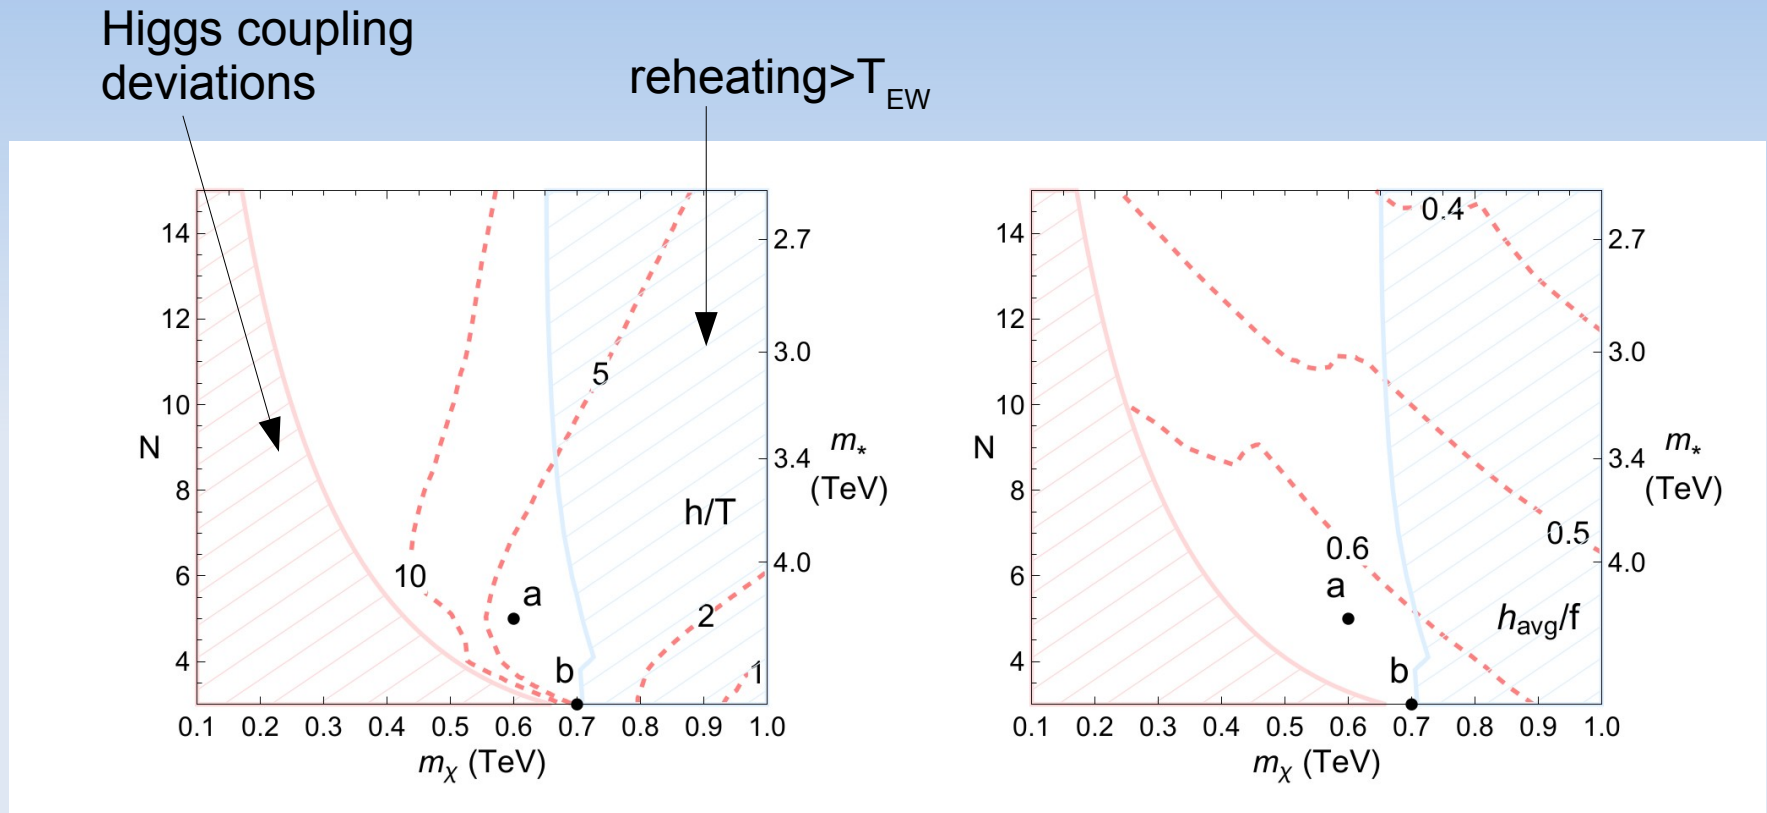 Higgs coupling
deviations
reheating>T_EW
14
12
10
8
6
4
N
0.1 0.2 0.3 0.4 0.5 0.6 0.7 0.8 0.9 1.0
mχ (TeV)
2.7
3.0
3.4
4.0
m*
(TeV)
10
5
2
1
a
b
h/T
14
12
10
8
6
4
N
0.1 0.2 0.3 0.4 0.5 0.6 0.7 0.8 0.9 1.0
mχ (TeV)
2.7
3.0
3.4
4.0
m*
(TeV)
0.4
0.5
0.6
a
b
h_avg/f